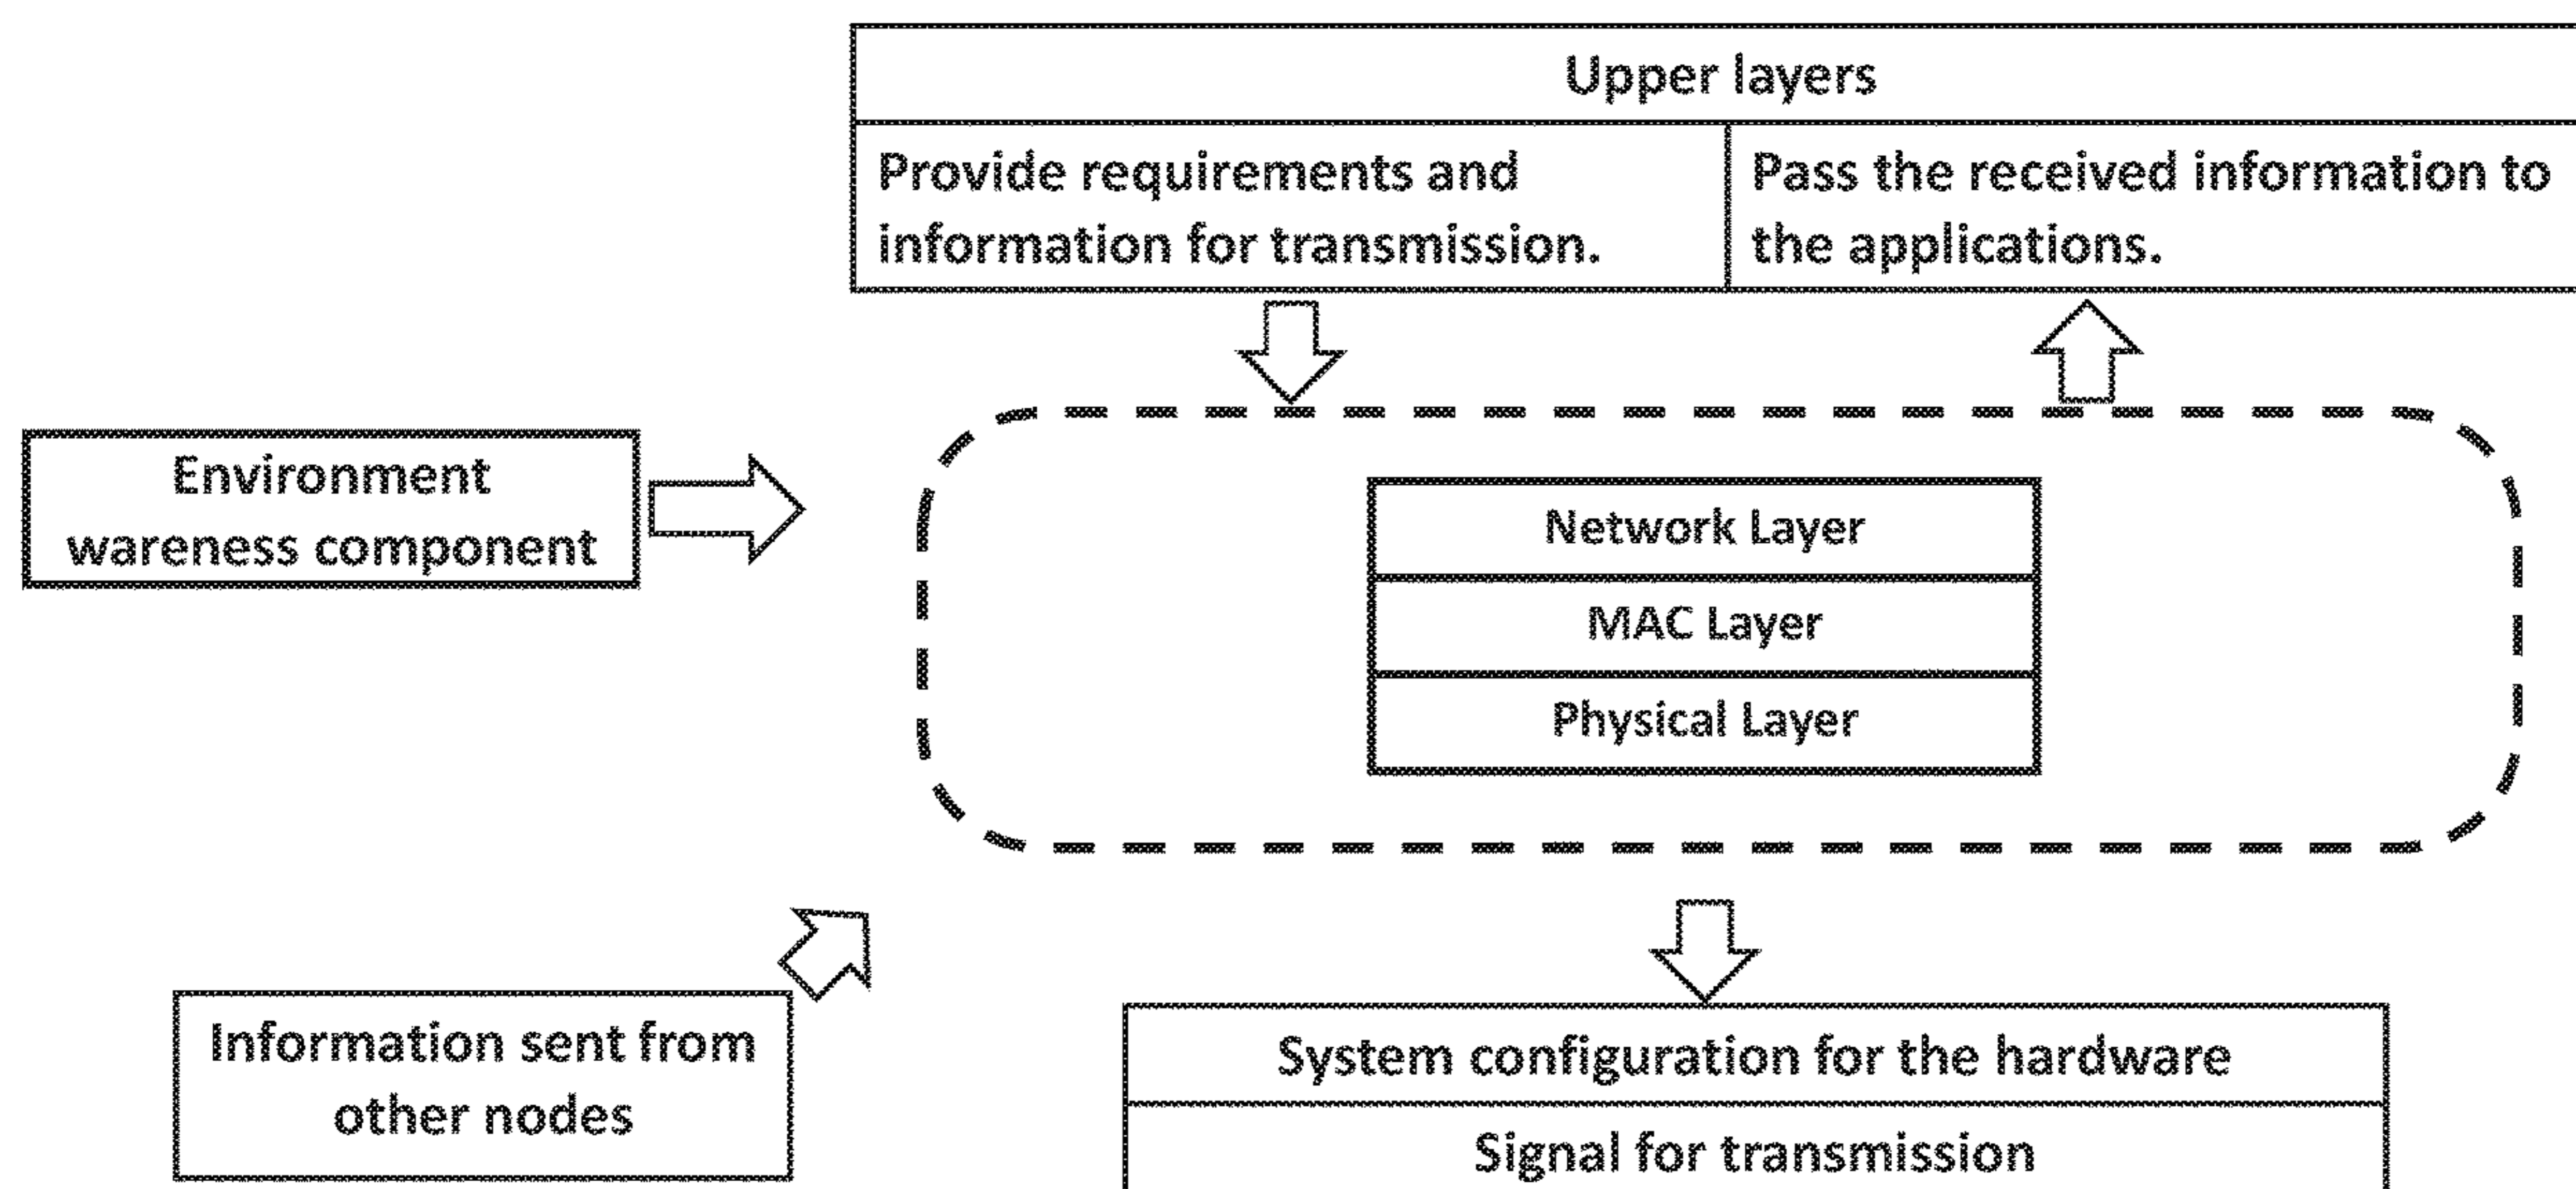 Upper layers
Provide requirements and
information for transmission.
Pass the received information to
the applications.
Environment
wareness component
Network Layer
MAC Layer
Physical Layer
Information sent from
other nodes
System configuration for the hardware
Signal for transmission